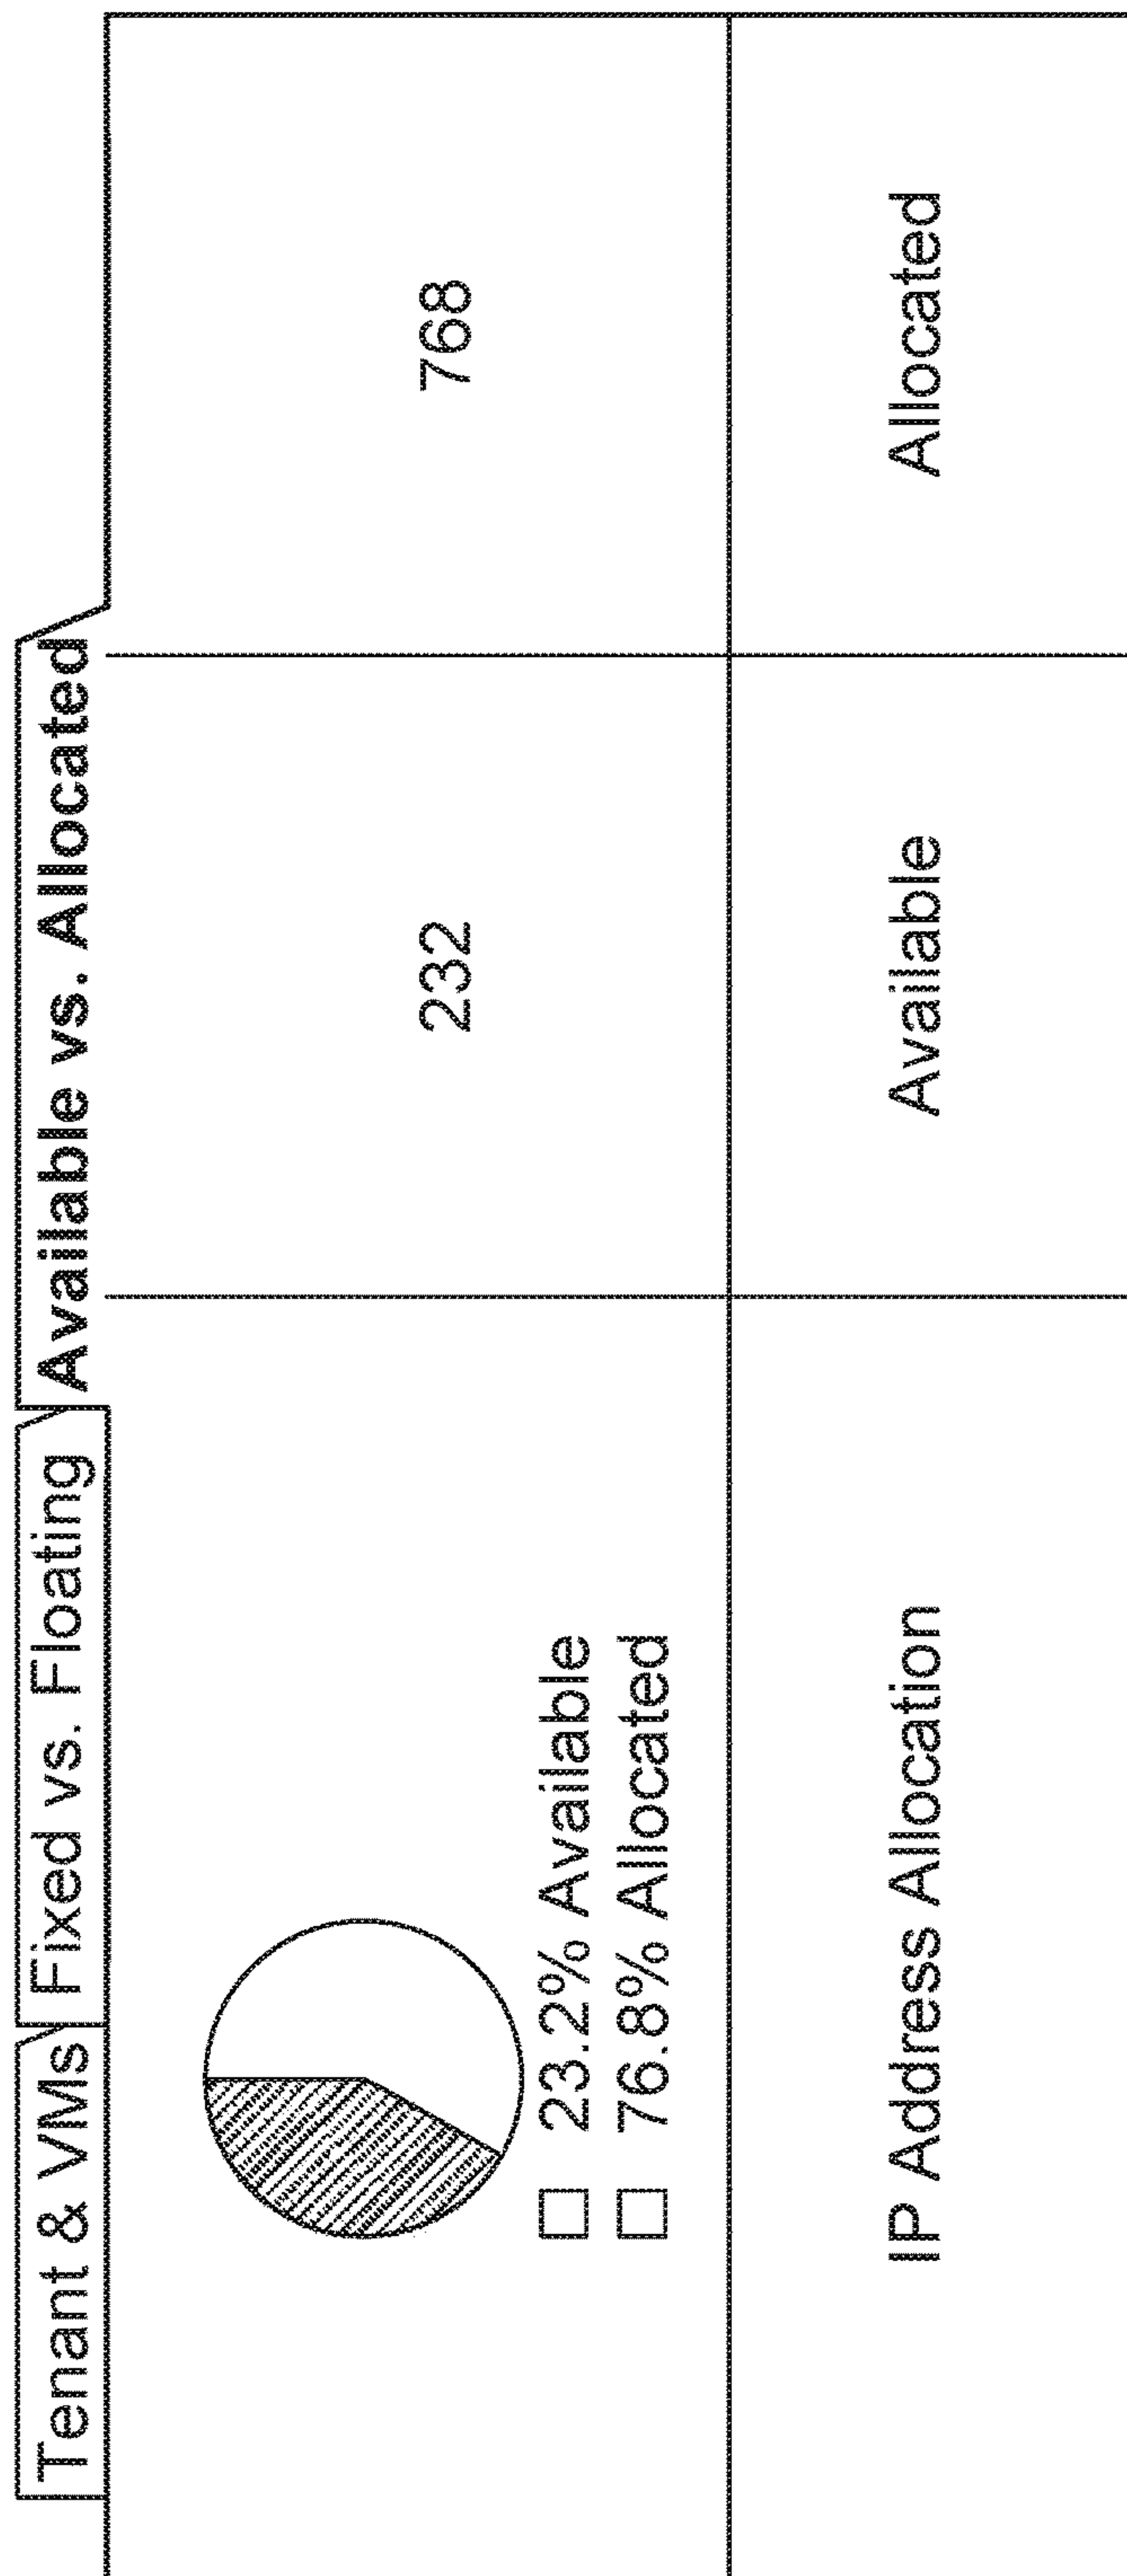 Tenant & VMs
Fixed vs. Floating
Available vs. Allocated
23.2% Available
76.8% Allocated
232
768
IP Address Allocation
Available
Allocated